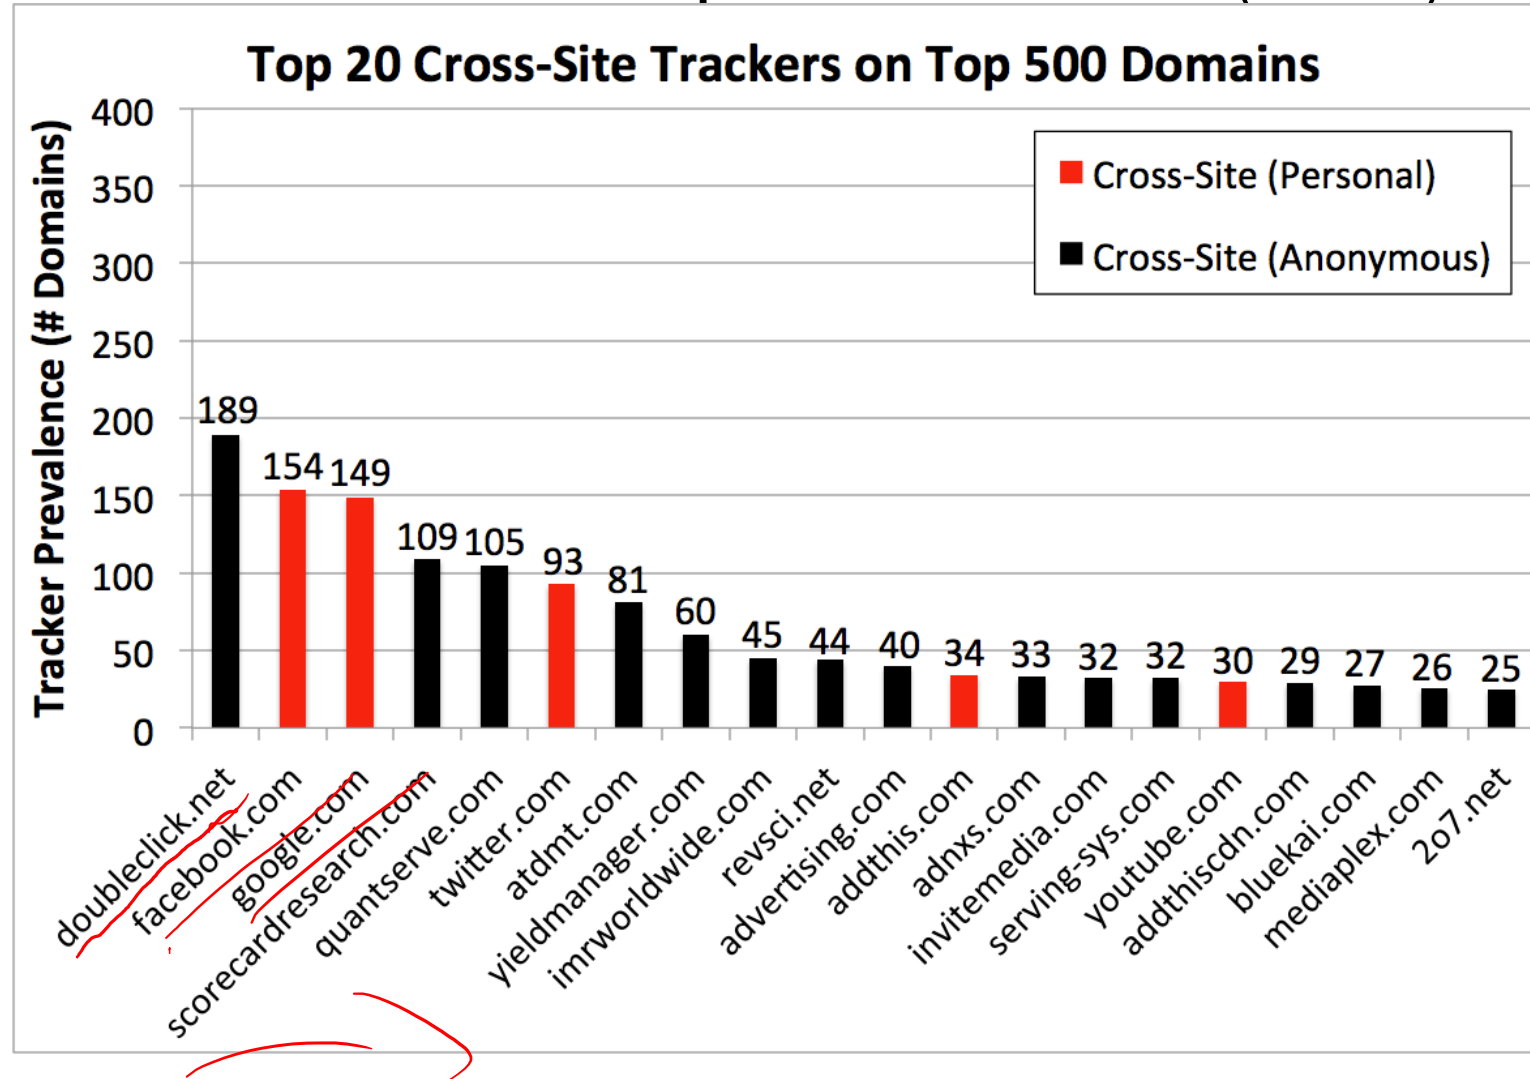 Top 20 Cross-Site Trackers on Top 500 Domains
Tracker Prevalence (# Domains)
400
350
300
250
200
150
100
50
0
Cross-Site (Personal)
Cross-Site (Anonymous)
189
154
149
109
105
93
81
60
45
44
40
34
33
32
32
30
29
27
26
25
doubleclick.net
facebook.com
google.com
scorecardresearch.com
quantserve.com
twitter.com
atdmt.com
yieldmanager.com
imrworldwide.com
revsci.net
advertising.com
addthis.com
adnxs.com
invitemedia.com
serving-sys.com
youtube.com
addthiscdn.com
bluekai.com
mediaplex.com
2o7.net